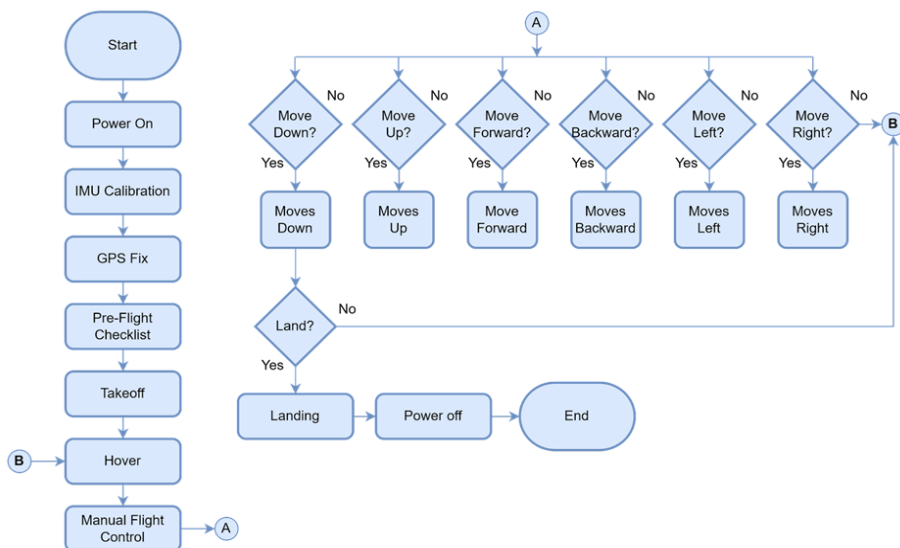 Start
Power On
IMU Calibration
GPS Fix
Pre-Flight
Checklist
Takeoff
B
Hover
Manual Flight
Control
A
A
Move
Down?
No
Yes
Moves
Down
Move
Up?
No
Yes
Moves
Up
Move
Forward?
No
Yes
Move
Forward
Move
Backward?
No
Yes
Moves
Backward
Move
Left?
No
Yes
Moves
Left
Move
Right?
No
Yes
Moves
Right
B
Land?
No
Yes
Landing
Power off
End